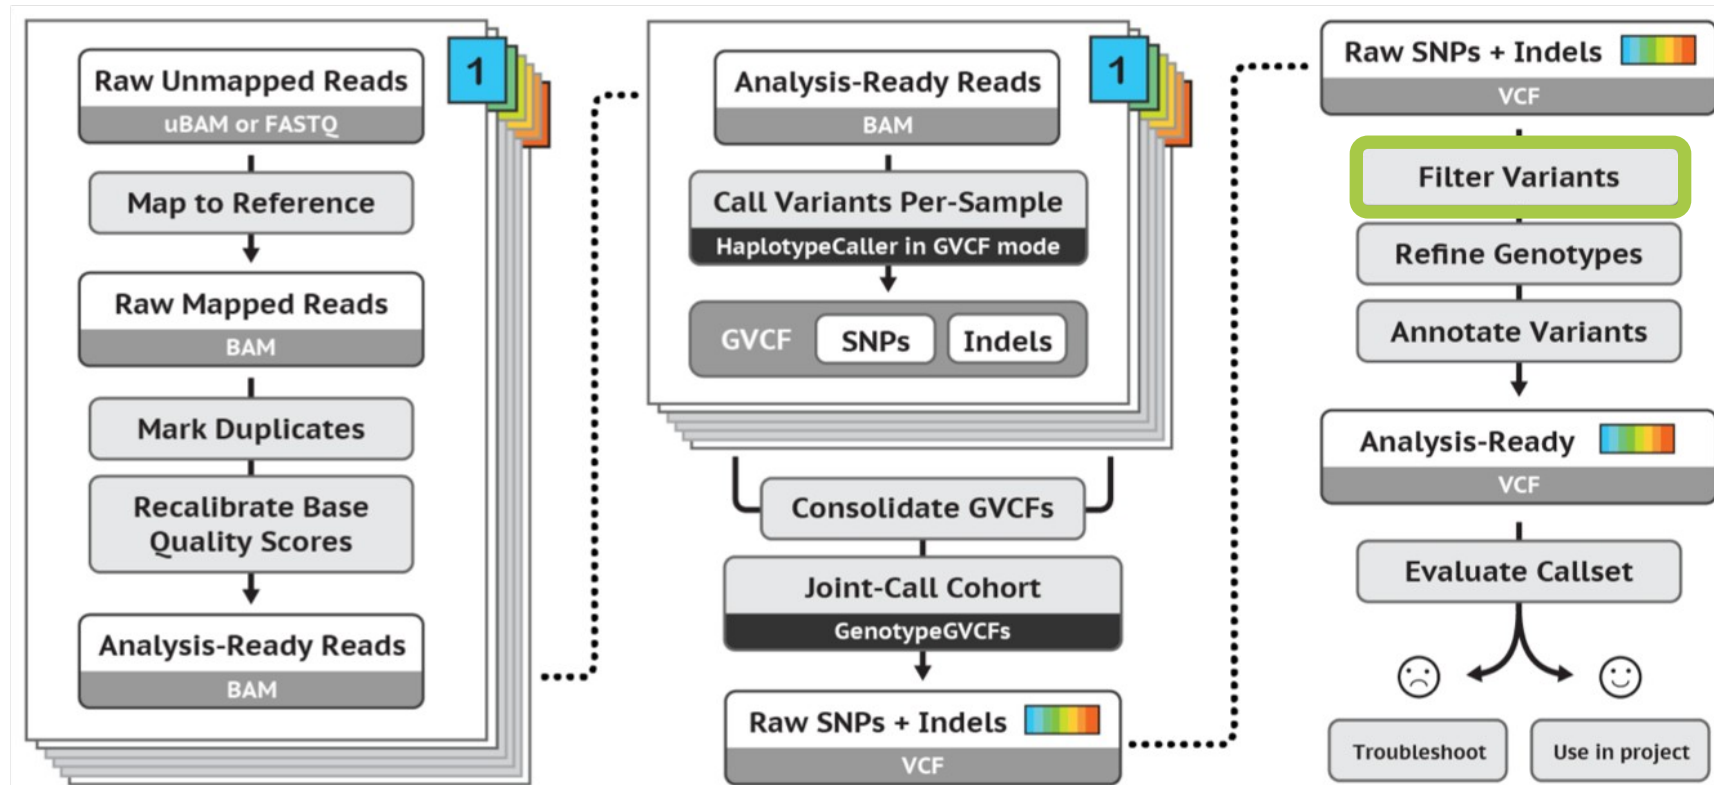 1
Raw Unmapped Reads
uBAM or FASTQ
Map to Reference
Raw Mapped Reads
BAM
Mark Duplicates
Recalibrate Base
Quality Scores
Analysis-Ready Reads
BAM
1
Analysis-Ready Reads
BAM
Call Variants Per-Sample
HaplotypeCaller in GVCF mode
GVCF SNPs Indels
Consolidate GVCFs
Joint-Call Cohort
GenotypeGVCFs
Raw SNPs + Indels
VCF
Raw SNPs + Indels
VCF
Filter Variants
Refine Genotypes
Annotate Variants
Analysis-Ready
VCF
Evaluate Callset
Troubleshoot
Use in project